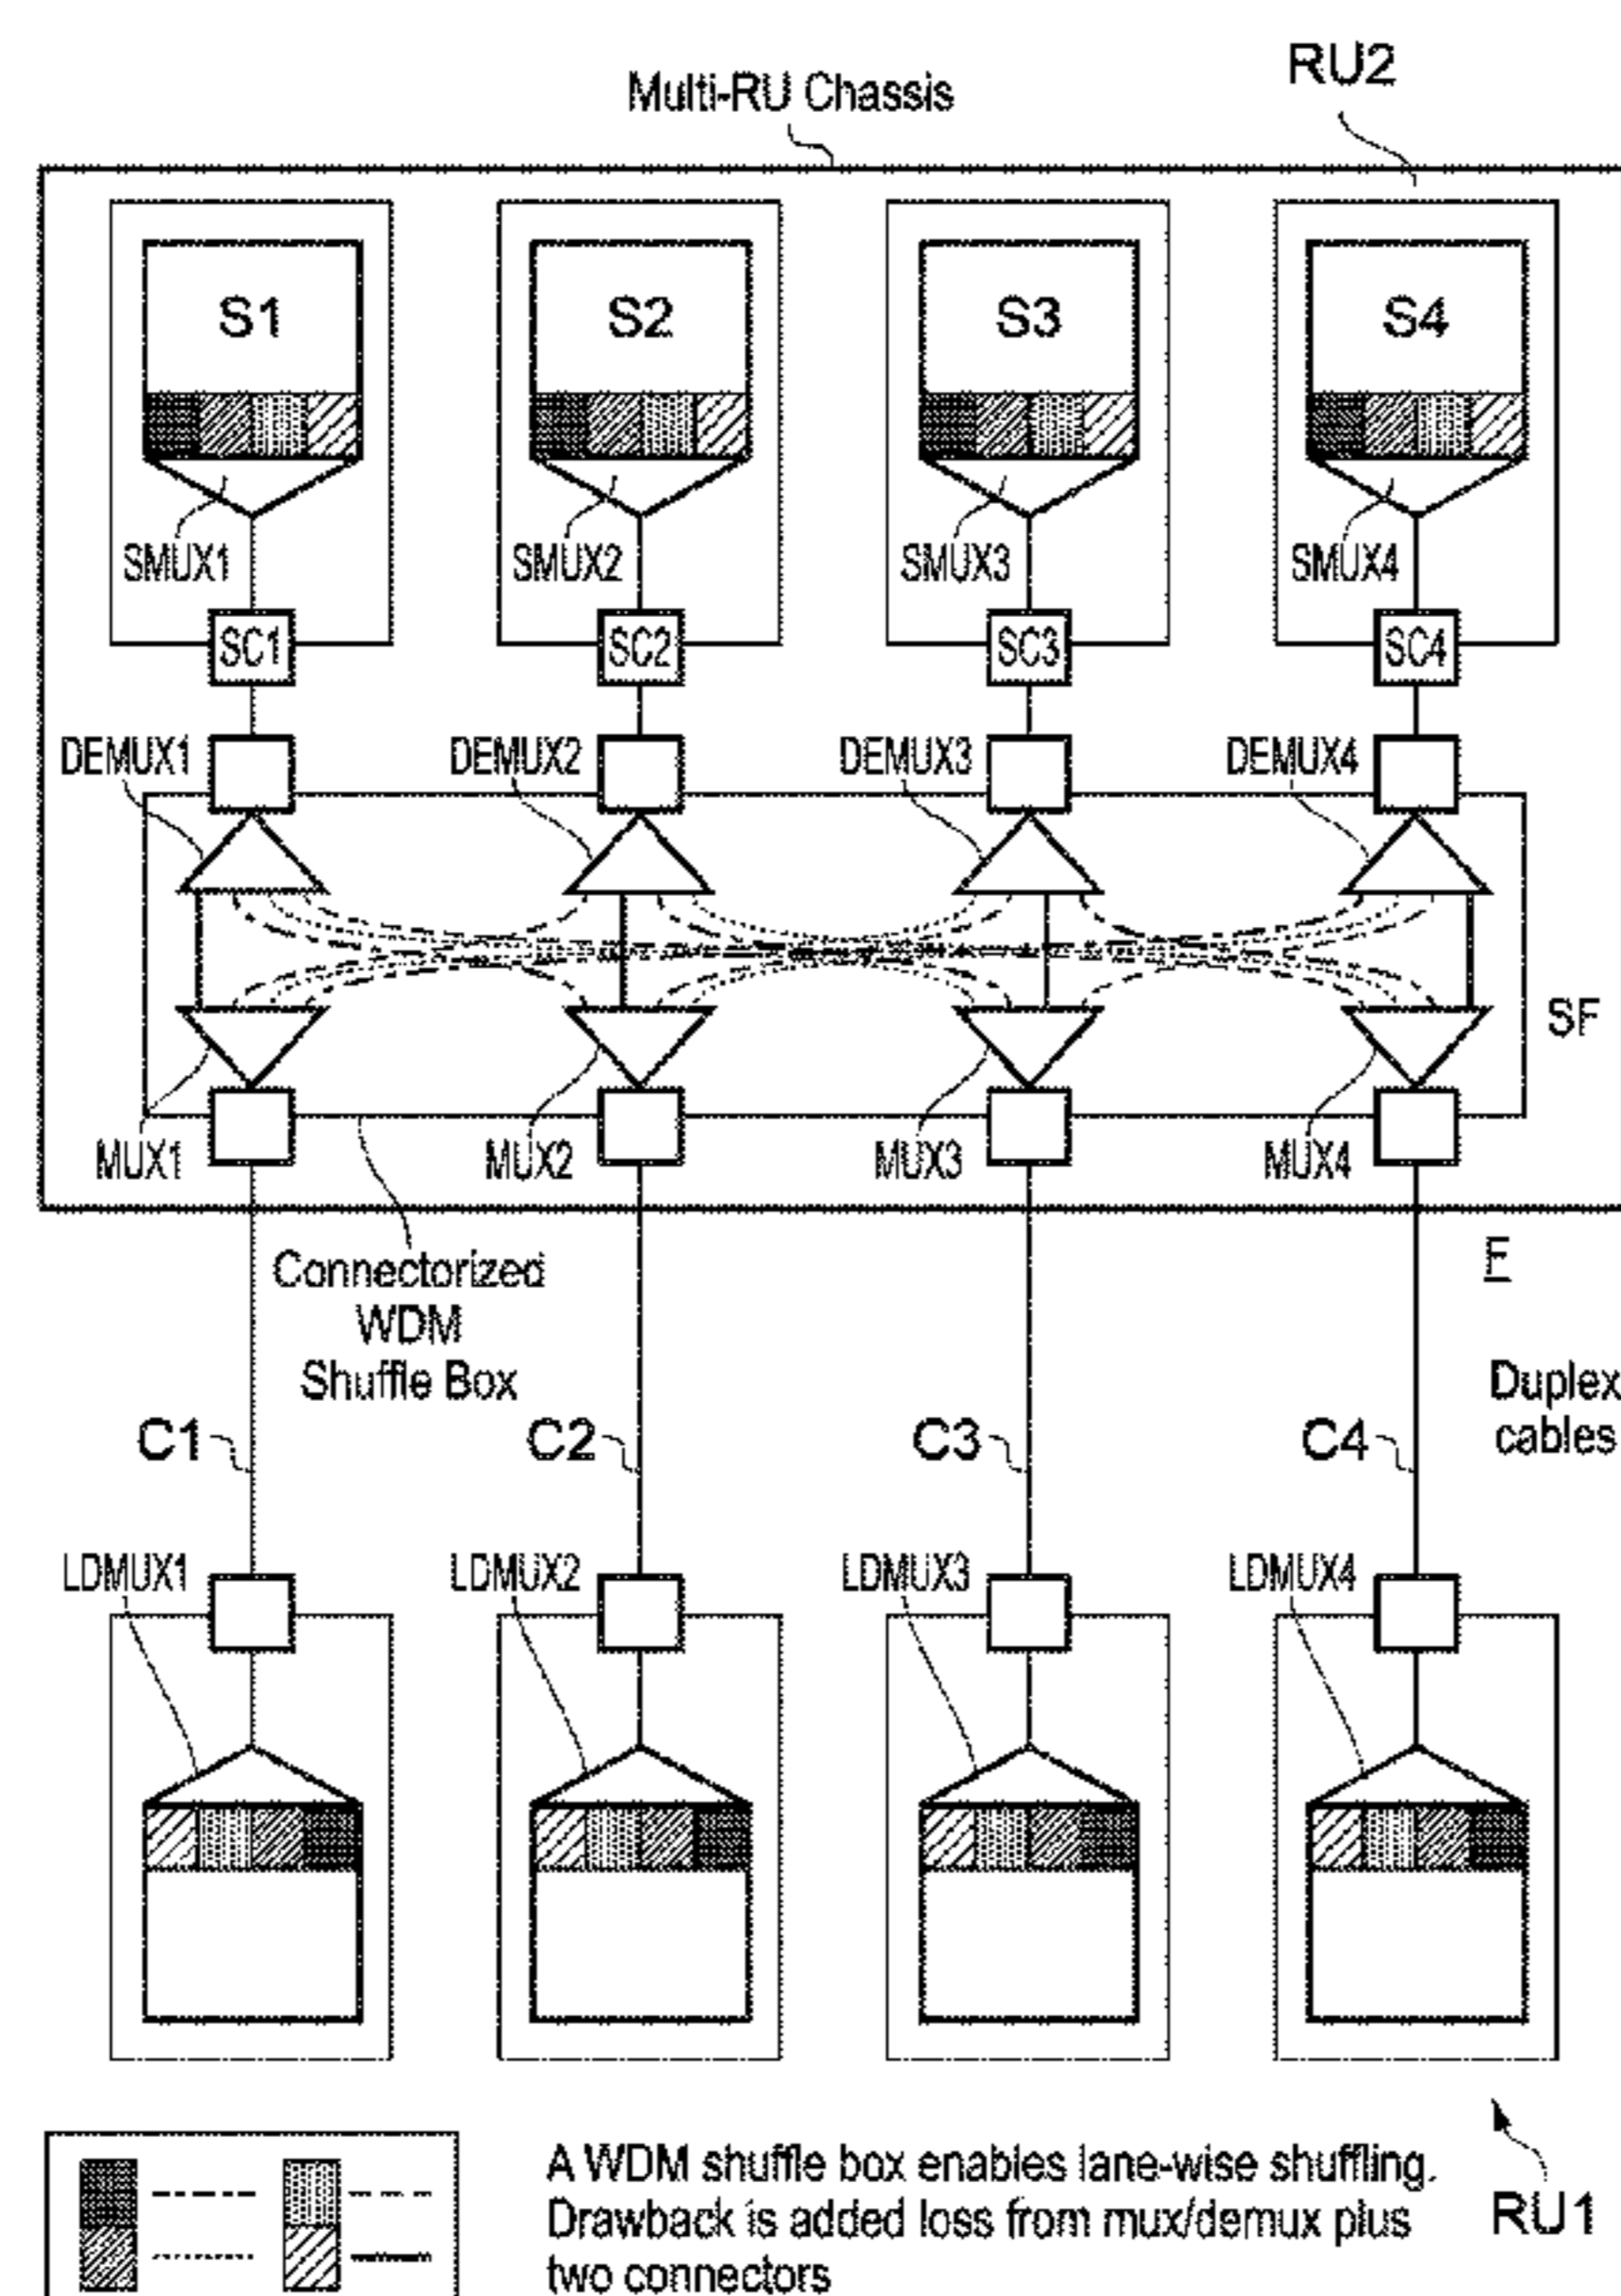 RU2
Multi-RU Chassis
S1
S2
S3
S4
SMUX1
SMUX2
SMUX3
SMUX4
SC1
SC2
SC3
SC4
DEMUX1
DEMUX2
DEMUX3
DEMUX4
SF
MUX1
MUX2
MUX3
MUX4
Connectorized
WDM
Shuffle Box
F
Duplex
cables
C1
C2
C3
C4
LDMUX1
LDMUX2
LDMUX3
LDMUX4
A WDM shuffle box enables lane-wise shuffling.
Drawback is added loss from mux/demux plus
two connectors
RU1